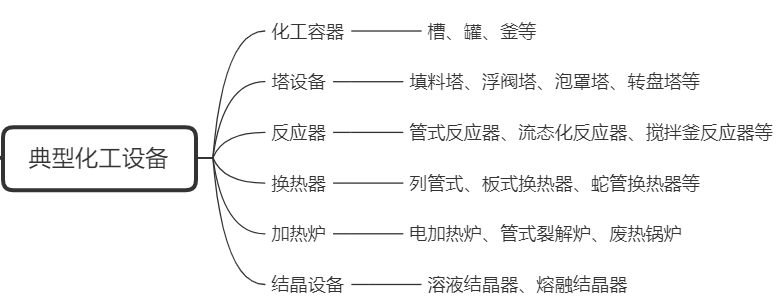 典型化工设备
化工容器
槽、罐、釜等
塔设备
填料塔、浮阀塔、泡罩塔、转盘塔等
反应器
管式反应器、流态化反应器、搅拌釜反应器等
换热器
列管式、板式换热器、蛇管换热器等
加热炉
电加热炉、管式裂解炉、废热锅炉
结晶设备
溶液结晶器、熔融结晶器